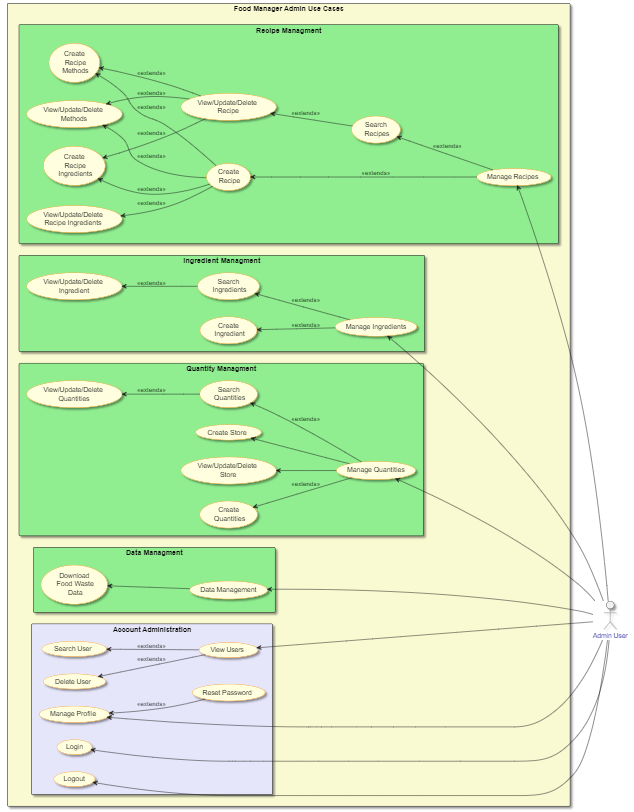 Food Manager Admin Use Cases
Recipe Managment
Create
Recipe
Methods
«extends»
View/Update/Delete
Methods
«extends»
View/Update/Delete
Recipe
Search
Recipes
«extends»
«extends»
Create
Recipe
Ingredients
«extends»
Create
Recipe
«extends»
Manage Recipes
«extends»
«extends»
View/Update/Delete
Recipe Ingredients
Ingredient Managment
View/Update/Delete
Ingredient
«extends»
Search
Ingredients
«extends»
Create
Ingredient
«extends»
Manage Ingredients
Quantity Managment
View/Update/Delete
Quantities
«extends»
Search
Quantities
«extends»
Create Store
View/Update/Delete
Store
«extends»
Manage Quantities
Create
Quantities
«extends»
Data Managment
Download
Food Waste
Data
Data Management
Admin User
Account Administration
Search User
«extends»
View Users
«extends»
Delete User
Reset Password
«extends»
Manage Profile
Login
Logout